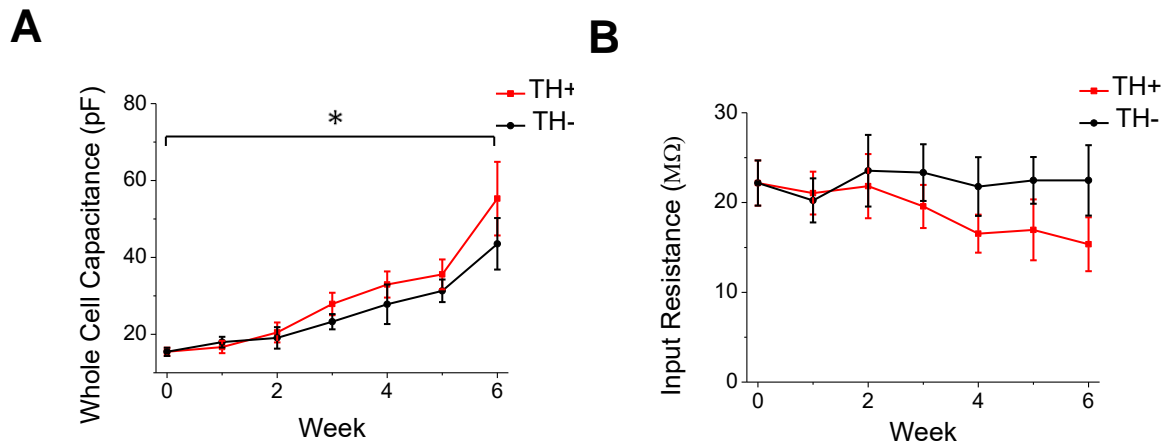 A
TH+
TH-
Whole Cell Capacitance (pF)
80
60
40
20
*
0
2
4
6
Week
B
TH+
TH-
Input Resistance (MΩ)
30
20
10
0
0
2
4
6
Week